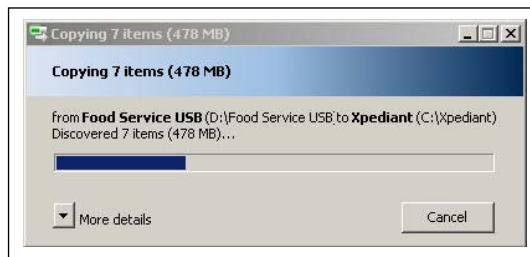 Copying 7 items (478 MB)
Copying 7 items (478 MB)
from Food Service USB (D:\Food Service USB) to Xpediant (C:\Xpediant)
Discovered 7 items (478 MB)...
More details
Cancel